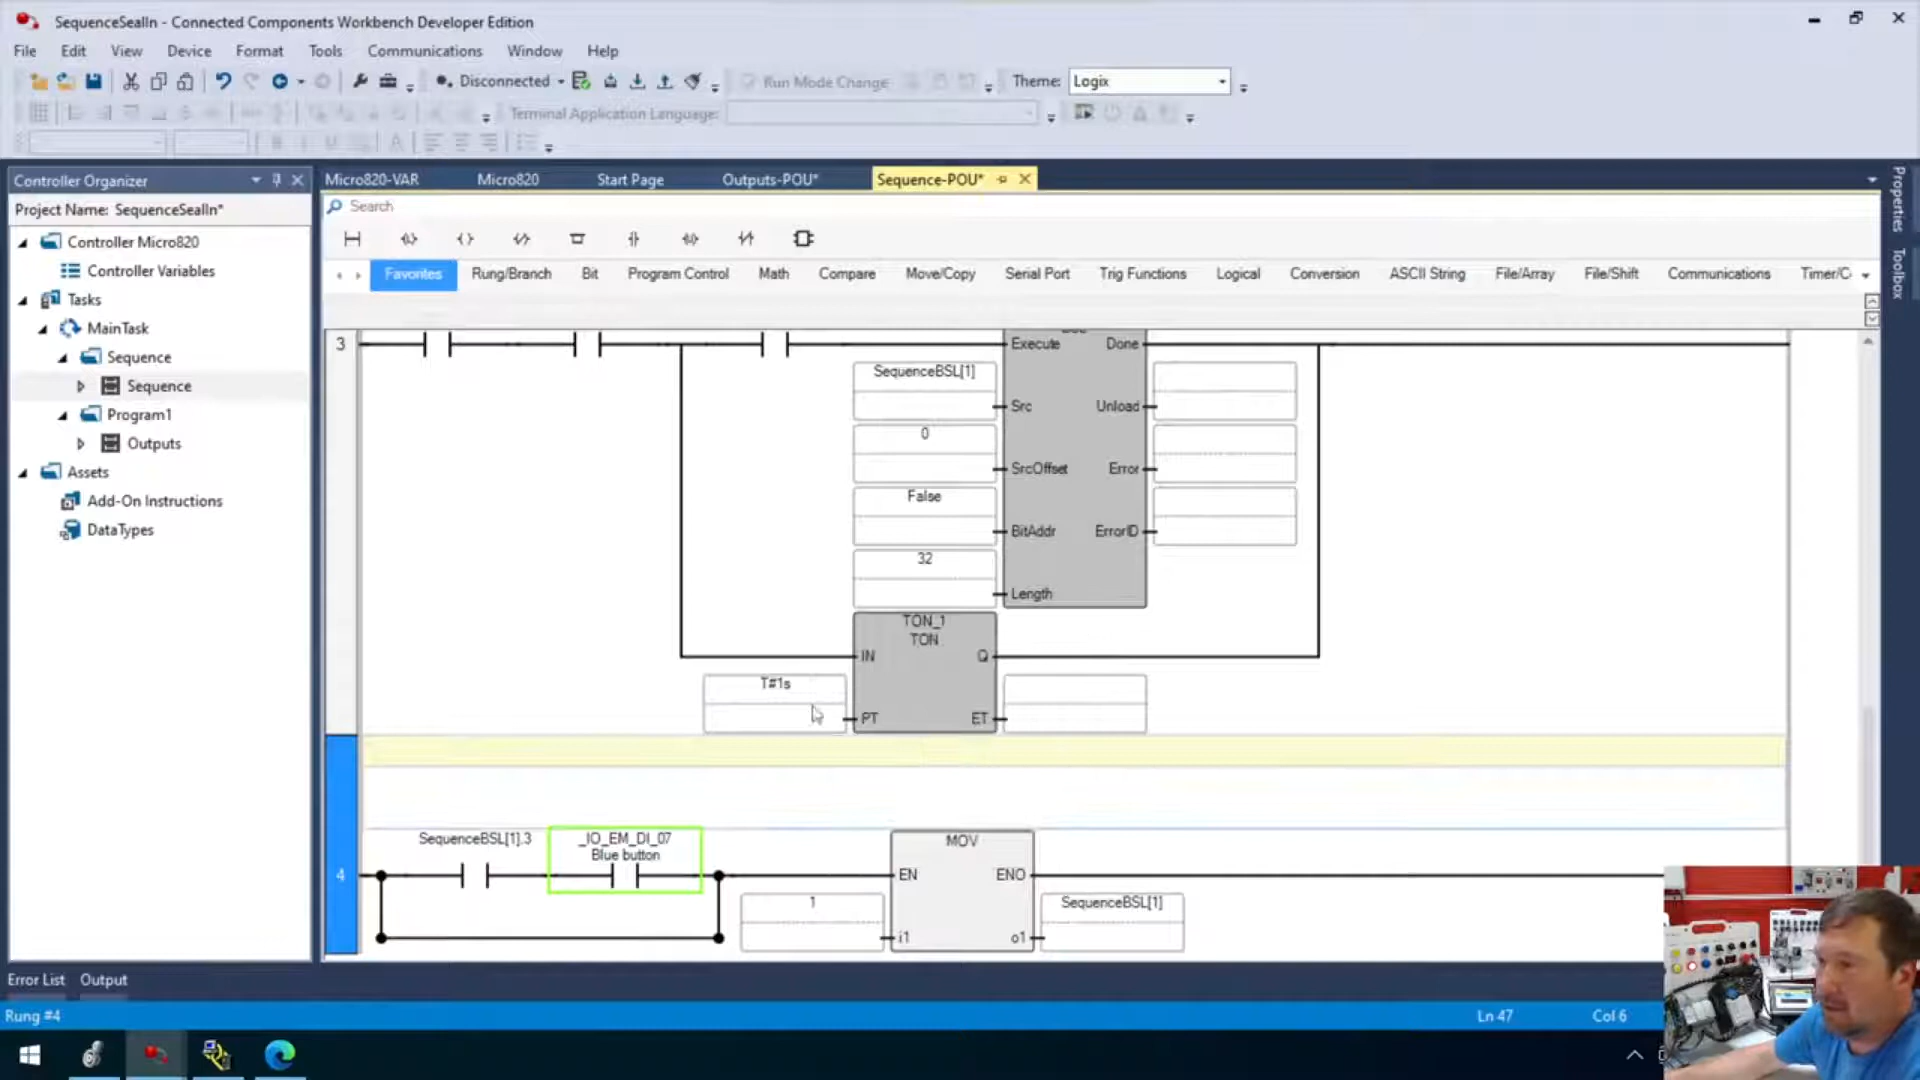 SequenceSealIn - Connected Components Workbench Developer Edition
File Edit View Device Format Tools Communications Window Help
Disconnected Run Mode Change Theme: Logix
Terminal Application Language:
Controller Organizer
Project Name: SequenceSealIn*
Controller Micro820
Controller Variables
Tasks
MainTask
Sequence
Sequence
Program1
Outputs
Assets
Add-On Instructions
DataTypes
Micro820-VAR Micro820 Start Page Outputs-POU* Sequence-POU*
Search
Favorites Rung/Branch Bit Program Control Math Compare Move/Copy Serial Port Trig Functions Logical Conversion ASCII String File/Array File/Shift Communications Timer/C
Properties
Toolbox
3
Execute Done
SequenceBSL[1]
Src Unload
0
SrcOffset Error
False
BitAddr ErrorID
32
Length
TON_1
TON
IN Q
T#1s
PT ET
SequenceBSL[1].3
_IO_EM_DI_07
Blue button
MOV
4
EN ENO
1
SequenceBSL[1]
i1 o1
Error List Output
Rung #4 Ln 47 Col 6